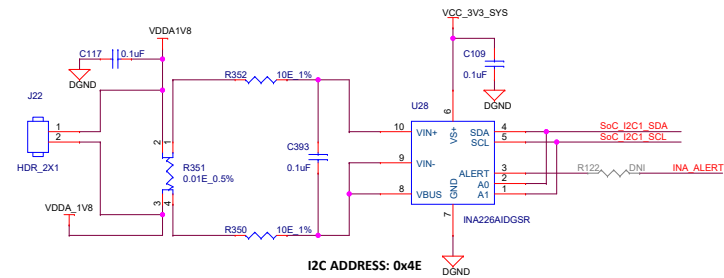 VCC_3V3_SYS
VDDA1V8
C117
0.1uF
DGND
C109
0.1uF
DGND
J22
1
2
HDR_2X1
R352
10E_1%
U28
6
VS+
10
VIN+
SDA
4
SoC_I2C1_SDA
SCL
5
SoC_I2C1_SCL
C393
0.1uF
9
VIN-
ALERT
3
R122
DNI
INA_ALERT
A0
2
8
VBUS
GND
A1
1
2
1
R351
0.01E_0.5%
3
4
VDDA_1V8
7
INA226AIDGSR
R350
10E_1%
I2C ADDRESS: 0x4E
DGND